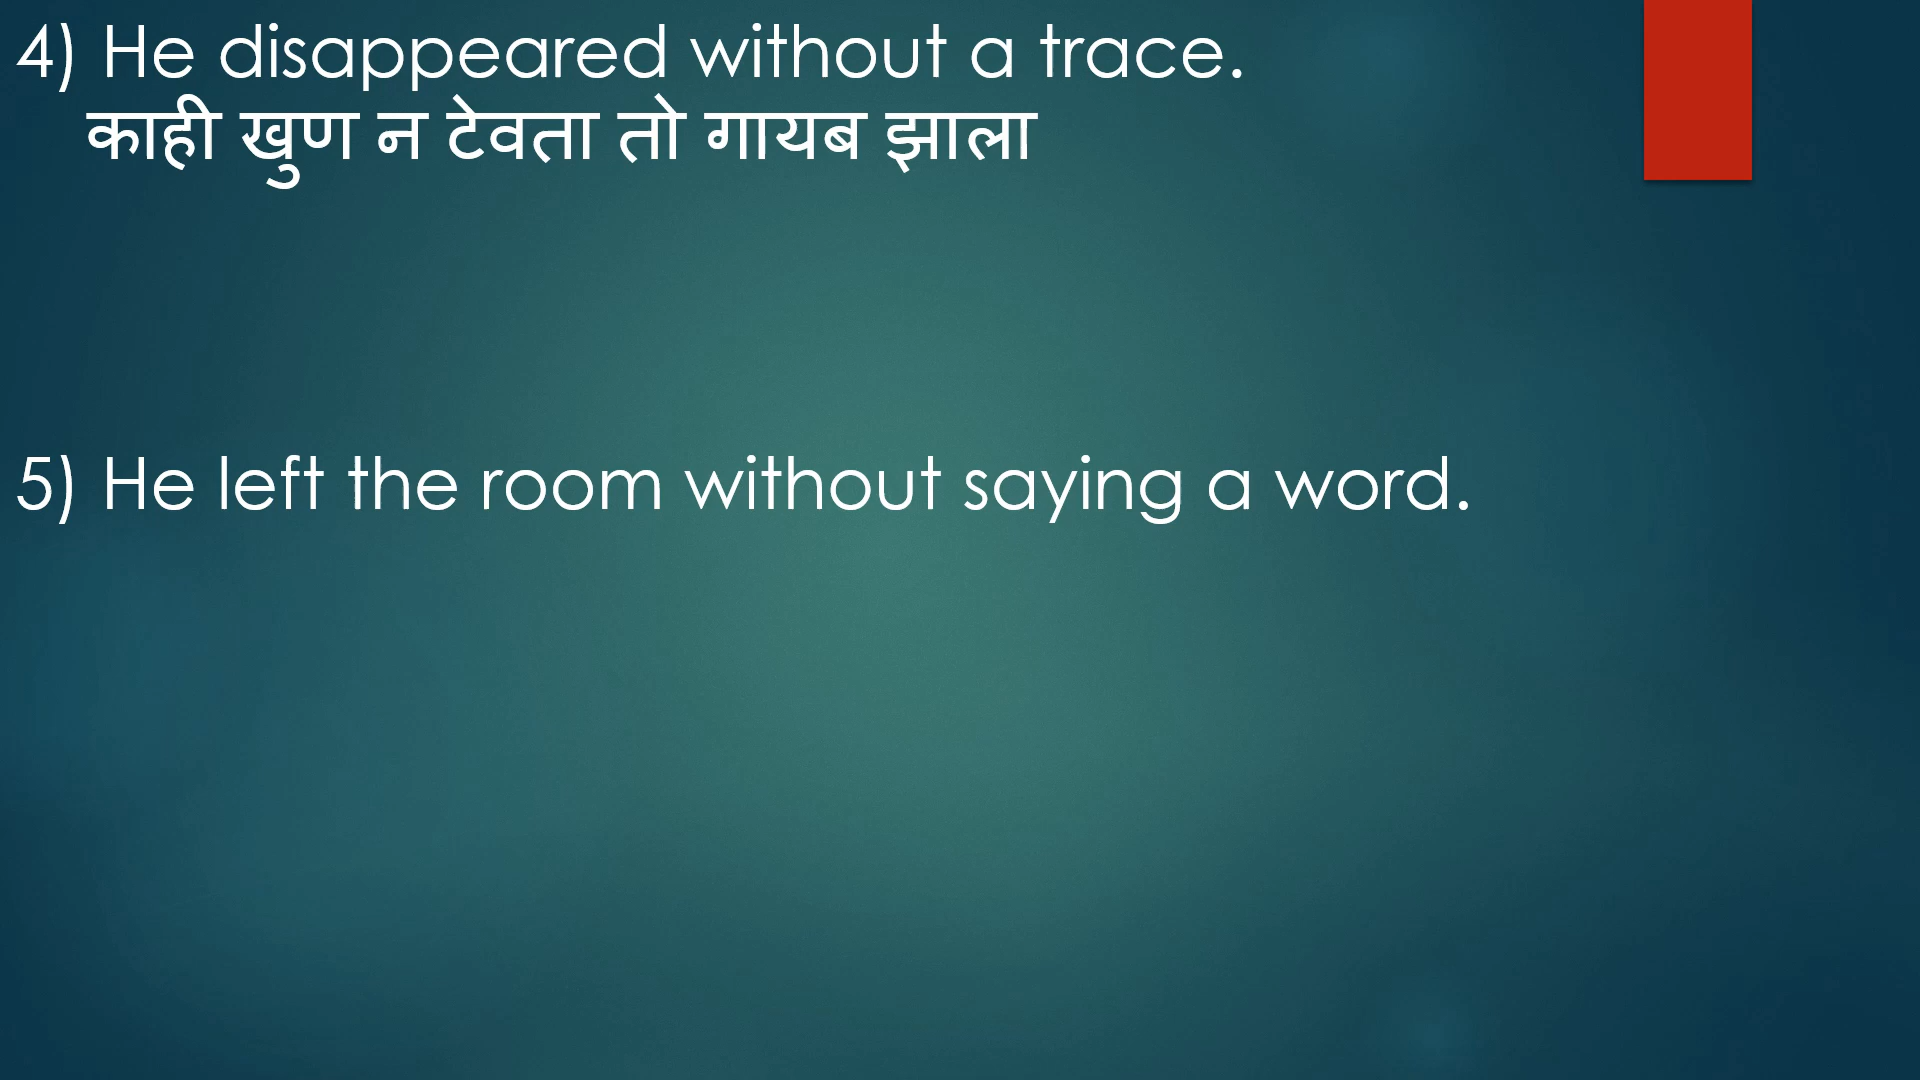 4) He disappeared without a trace.
काही खुण न टेवता तो गायब झाला
5) He left the room without saying a word.